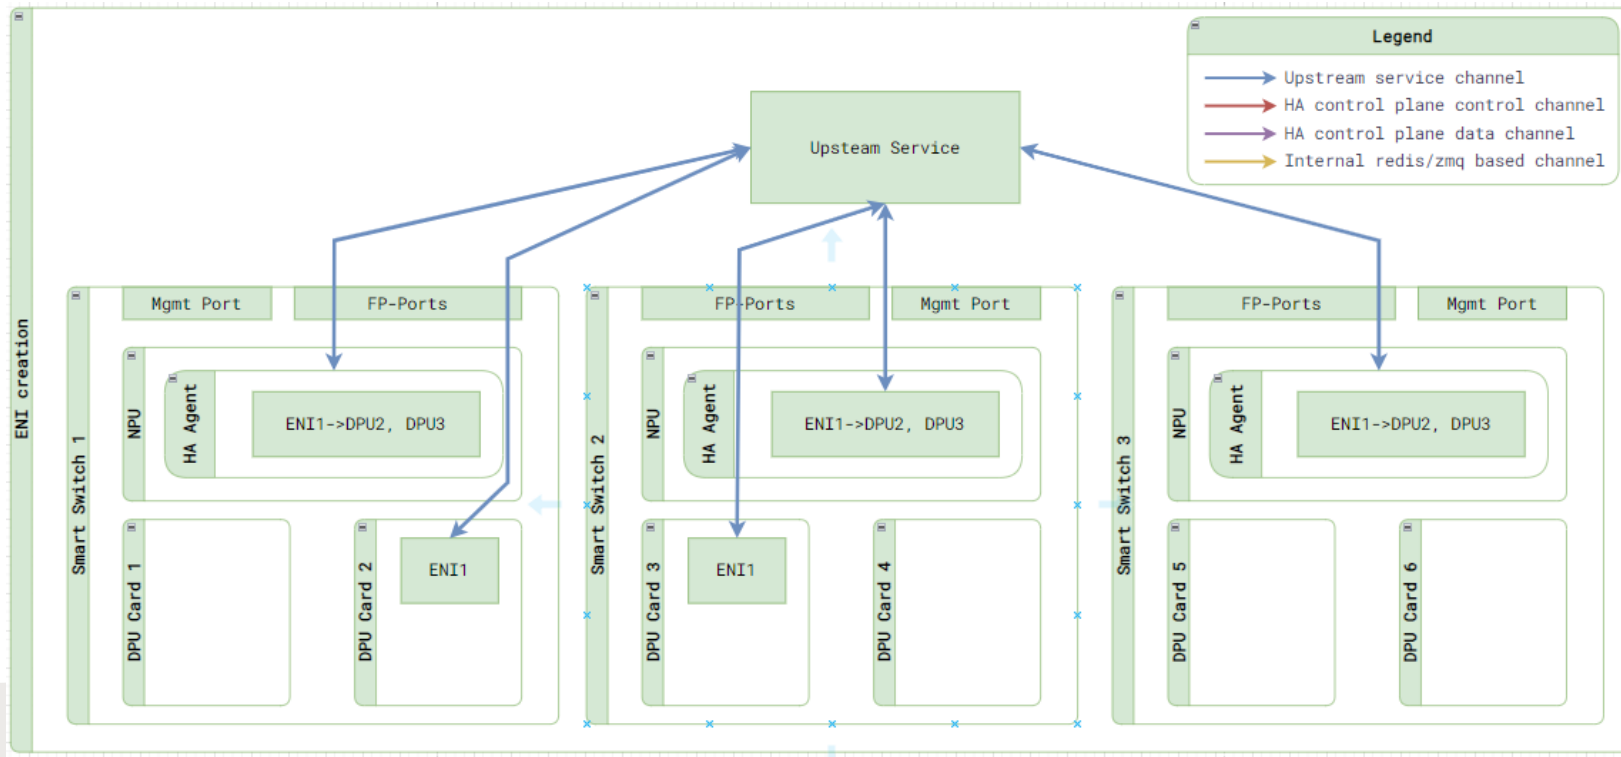 ENI creation
Legend
Upstream service channel
HA control plane control channel
HA control plane data channel
Internal redis/zmq based channel
Upsteam Service
Smart Switch 1
Mgmt Port
FP-Ports
NPU
HA Agent
ENI1->DPU2, DPU3
DPU Card 1
DPU Card 2
ENI1
Smart Switch 2
FP-Ports
Mgmt Port
NPU
HA Agent
ENI1->DPU2, DPU3
DPU Card 3
ENI1
DPU Card 4
Smart Switch 3
FP-Ports
Mgmt Port
NPU
HA Agent
ENI1->DPU2, DPU3
DPU Card 5
DPU Card 6